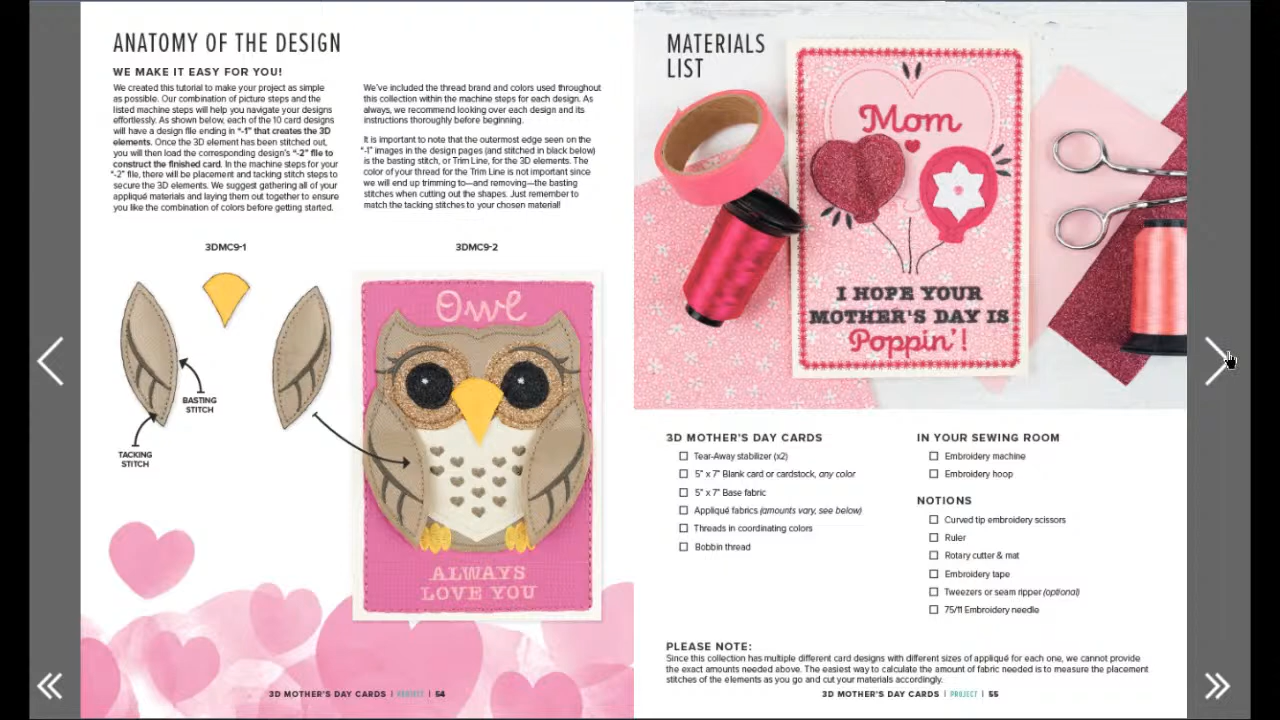 ANATOMY OF THE DESIGN
WE MAKE IT EASY FOR YOU!
We created this tutorial to make your project as simple
as possible. Our combination of picture steps and the
listed machine steps will help you navigate your designs
effortlessly. As shown below, each of the 10 card designs
will have a design file ending in “-1” that creates the 3D
elements. Once the 3D element has been stitched out,
you will then load the corresponding design’s “-2” file to
construct the finished card. In the machine steps for your
“-2” file, there will be placement and tacking stitch steps to
secure the 3D elements. We suggest gathering all of your
appliqué materials and laying them out together to ensure
you like the combination of colors before getting started.
We’ve included the thread brand and colors used throughout
this collection within the machine steps for each design. As
always, we recommend looking over each design and its
instructions thoroughly before beginning.
It is important to note that the outermost edge seen on the
“-1” images in the design pages (and stitched in black below)
is the basting stitch, or Trim Line, for the 3D elements. The
color of your thread for the Trim Line is not important since
we will end up trimming to—and removing—the basting
stitches when cutting out the shapes. Just remember to
match the tacking stitches to your chosen material!
3DMC9-1
3DMC9-2
BASTING
STITCH
TACKING
STITCH
Owl
ALWAYS
LOVE YOU
3D MOTHER’S DAY CARDS | PROJECT | 54
MATERIALS
LIST
Mom
I HOPE YOUR
MOTHER’S DAY IS
Poppin’!
3D MOTHER’S DAY CARDS
Tear-Away stabilizer (x2)
5” x 7” Blank card or cardstock, any color
5” x 7” Base fabric
Appliqué fabrics (amounts vary, see below)
Threads in coordinating colors
Bobbin thread
IN YOUR SEWING ROOM
Embroidery machine
Embroidery hoop
NOTIONS
Curved tip embroidery scissors
Ruler
Rotary cutter & mat
Embroidery tape
Tweezers or seam ripper (optional)
75/11 Embroidery needle
PLEASE NOTE:
Since this collection has multiple different card designs with different sizes of appliqué for each one, we cannot provide
the exact amounts needed above. The easiest way to calculate the amount of fabric needed is to measure the placement
stitches of the elements as you go and cut your materials accordingly.
3D MOTHER’S DAY CARDS | PROJECT | 55